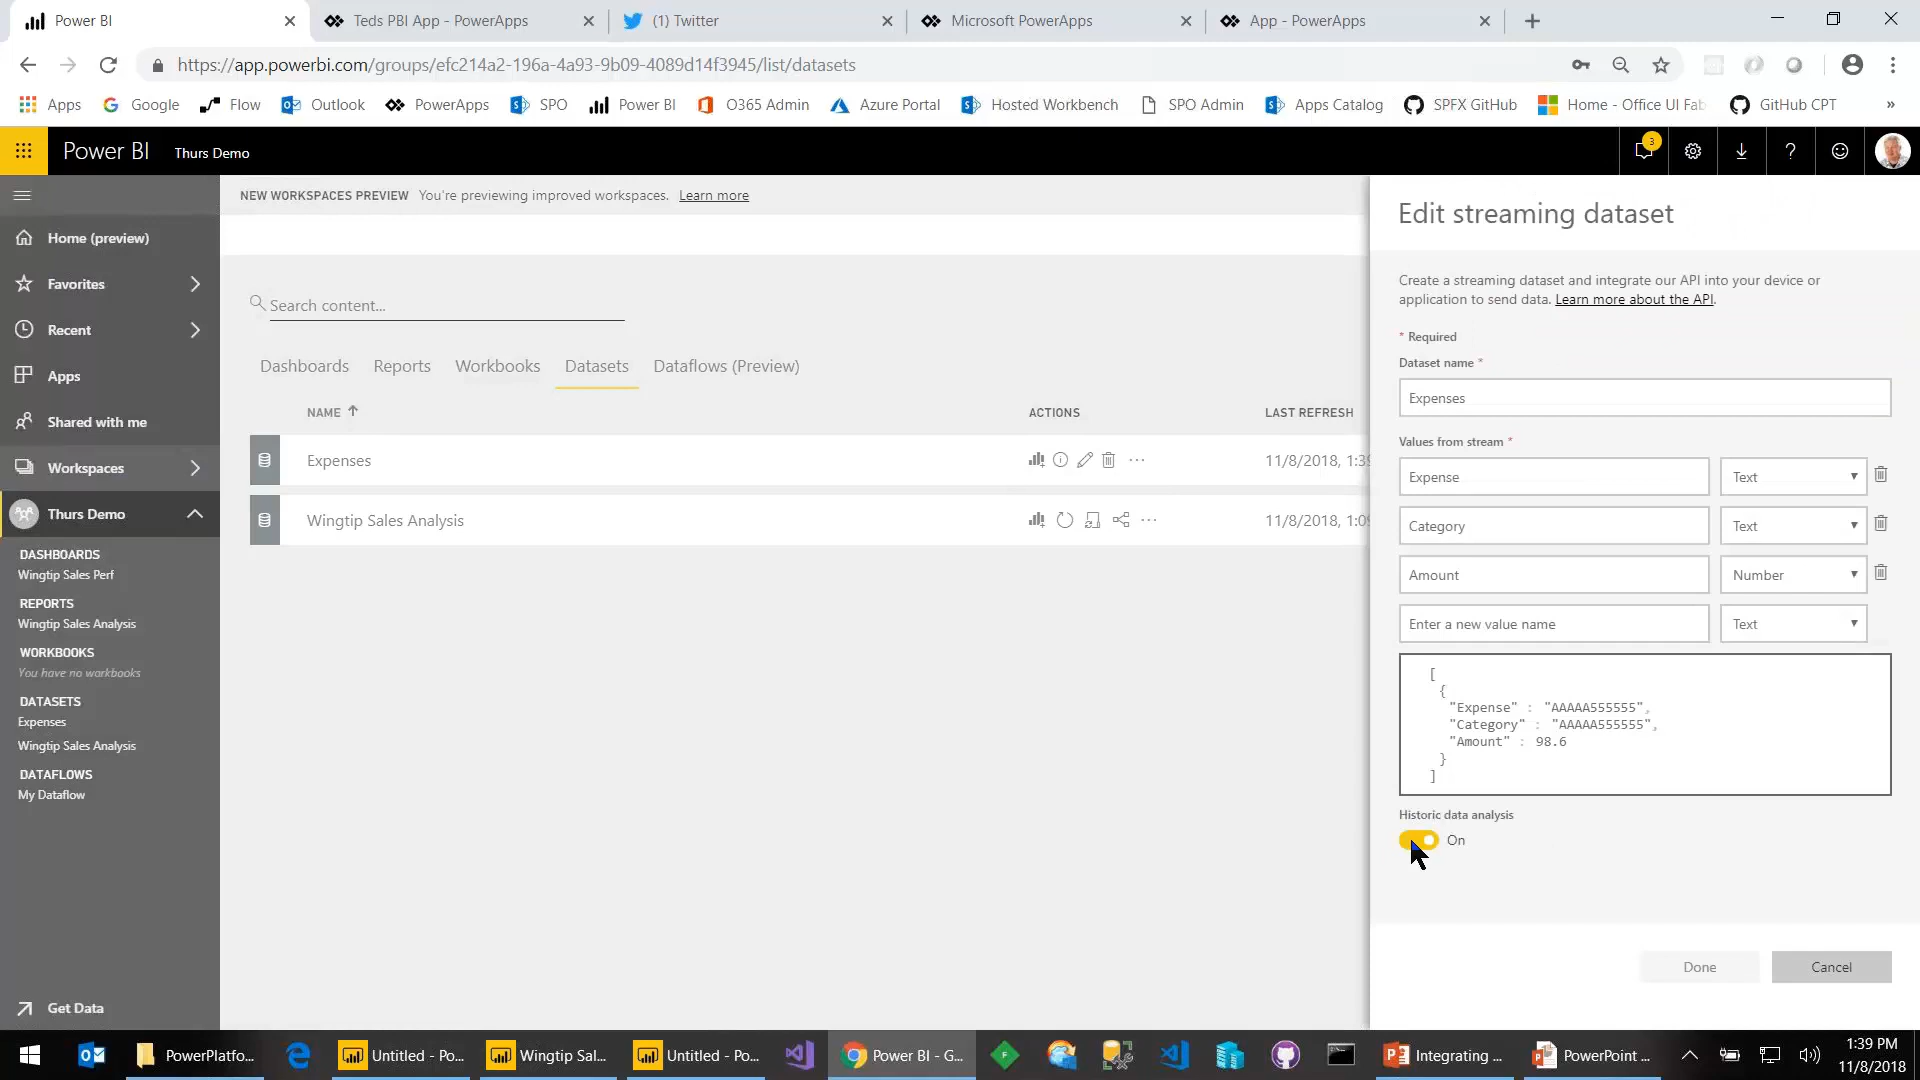 Power BI
Teds PBI App - PowerApps
(1) Twitter
Microsoft PowerApps
App - PowerApps
https://app.powerbi.com/groups/efc214a2-196a-4a93-9b09-4089d14f3945/list/datasets
Apps
Google
Flow
Outlook
PowerApps
SPO
Power BI
O365 Admin
Azure Portal
Hosted Workbench
SPO Admin
Apps Catalog
SPFX GitHub
Home - Office UI Fab
GitHub CPT
»
Power BI
Thurs Demo
3
NEW WORKSPACES PREVIEW You're previewing improved workspaces. Learn more
Home (preview)
Favorites
Recent
Apps
Shared with me
Workspaces
Thurs Demo
DASHBOARDS
Wingtip Sales Perf
REPORTS
Wingtip Sales Analysis
WORKBOOKS
You have no workbooks
DATASETS
Expenses
Wingtip Sales Analysis
DATAFLOWS
My Dataflow
Get Data
Search content...
Dashboards
Reports
Workbooks
Datasets
Dataflows (Preview)
NAME
ACTIONS
LAST REFRESH
Expenses
11/8/2018, 1:39
Wingtip Sales Analysis
11/8/2018, 1:09
Edit streaming dataset
Create a streaming dataset and integrate our API into your device or
application to send data. Learn more about the API.
* Required
Dataset name *
Expenses
Values from stream *
Expense
Text
Category
Text
Amount
Number
Enter a new value name
Text
[
{
"Expense" : "AAAAA555555",
"Category" : "AAAAA555555",
"Amount" : 98.6
}
]
Historic data analysis
On
Done
Cancel
PowerPlatfo...
Untitled - Po...
Wingtip Sal...
Untitled - Po...
Power BI - G...
Integrating ...
PowerPoint ...
1:39 PM
11/8/2018